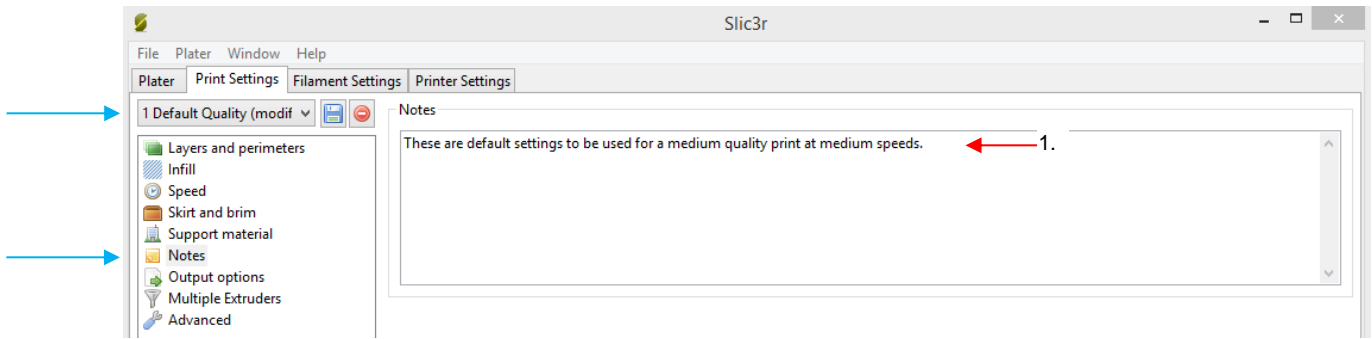 Slic3r
File Plater Window Help
Plater Print Settings Filament Settings Printer Settings
1 Default Quality (modif
Notes
These are default settings to be used for a medium quality print at medium speeds.
1.
Layers and perimeters
Infill
Speed
Skirt and brim
Support material
Notes
Output options
Multiple Extruders
Advanced